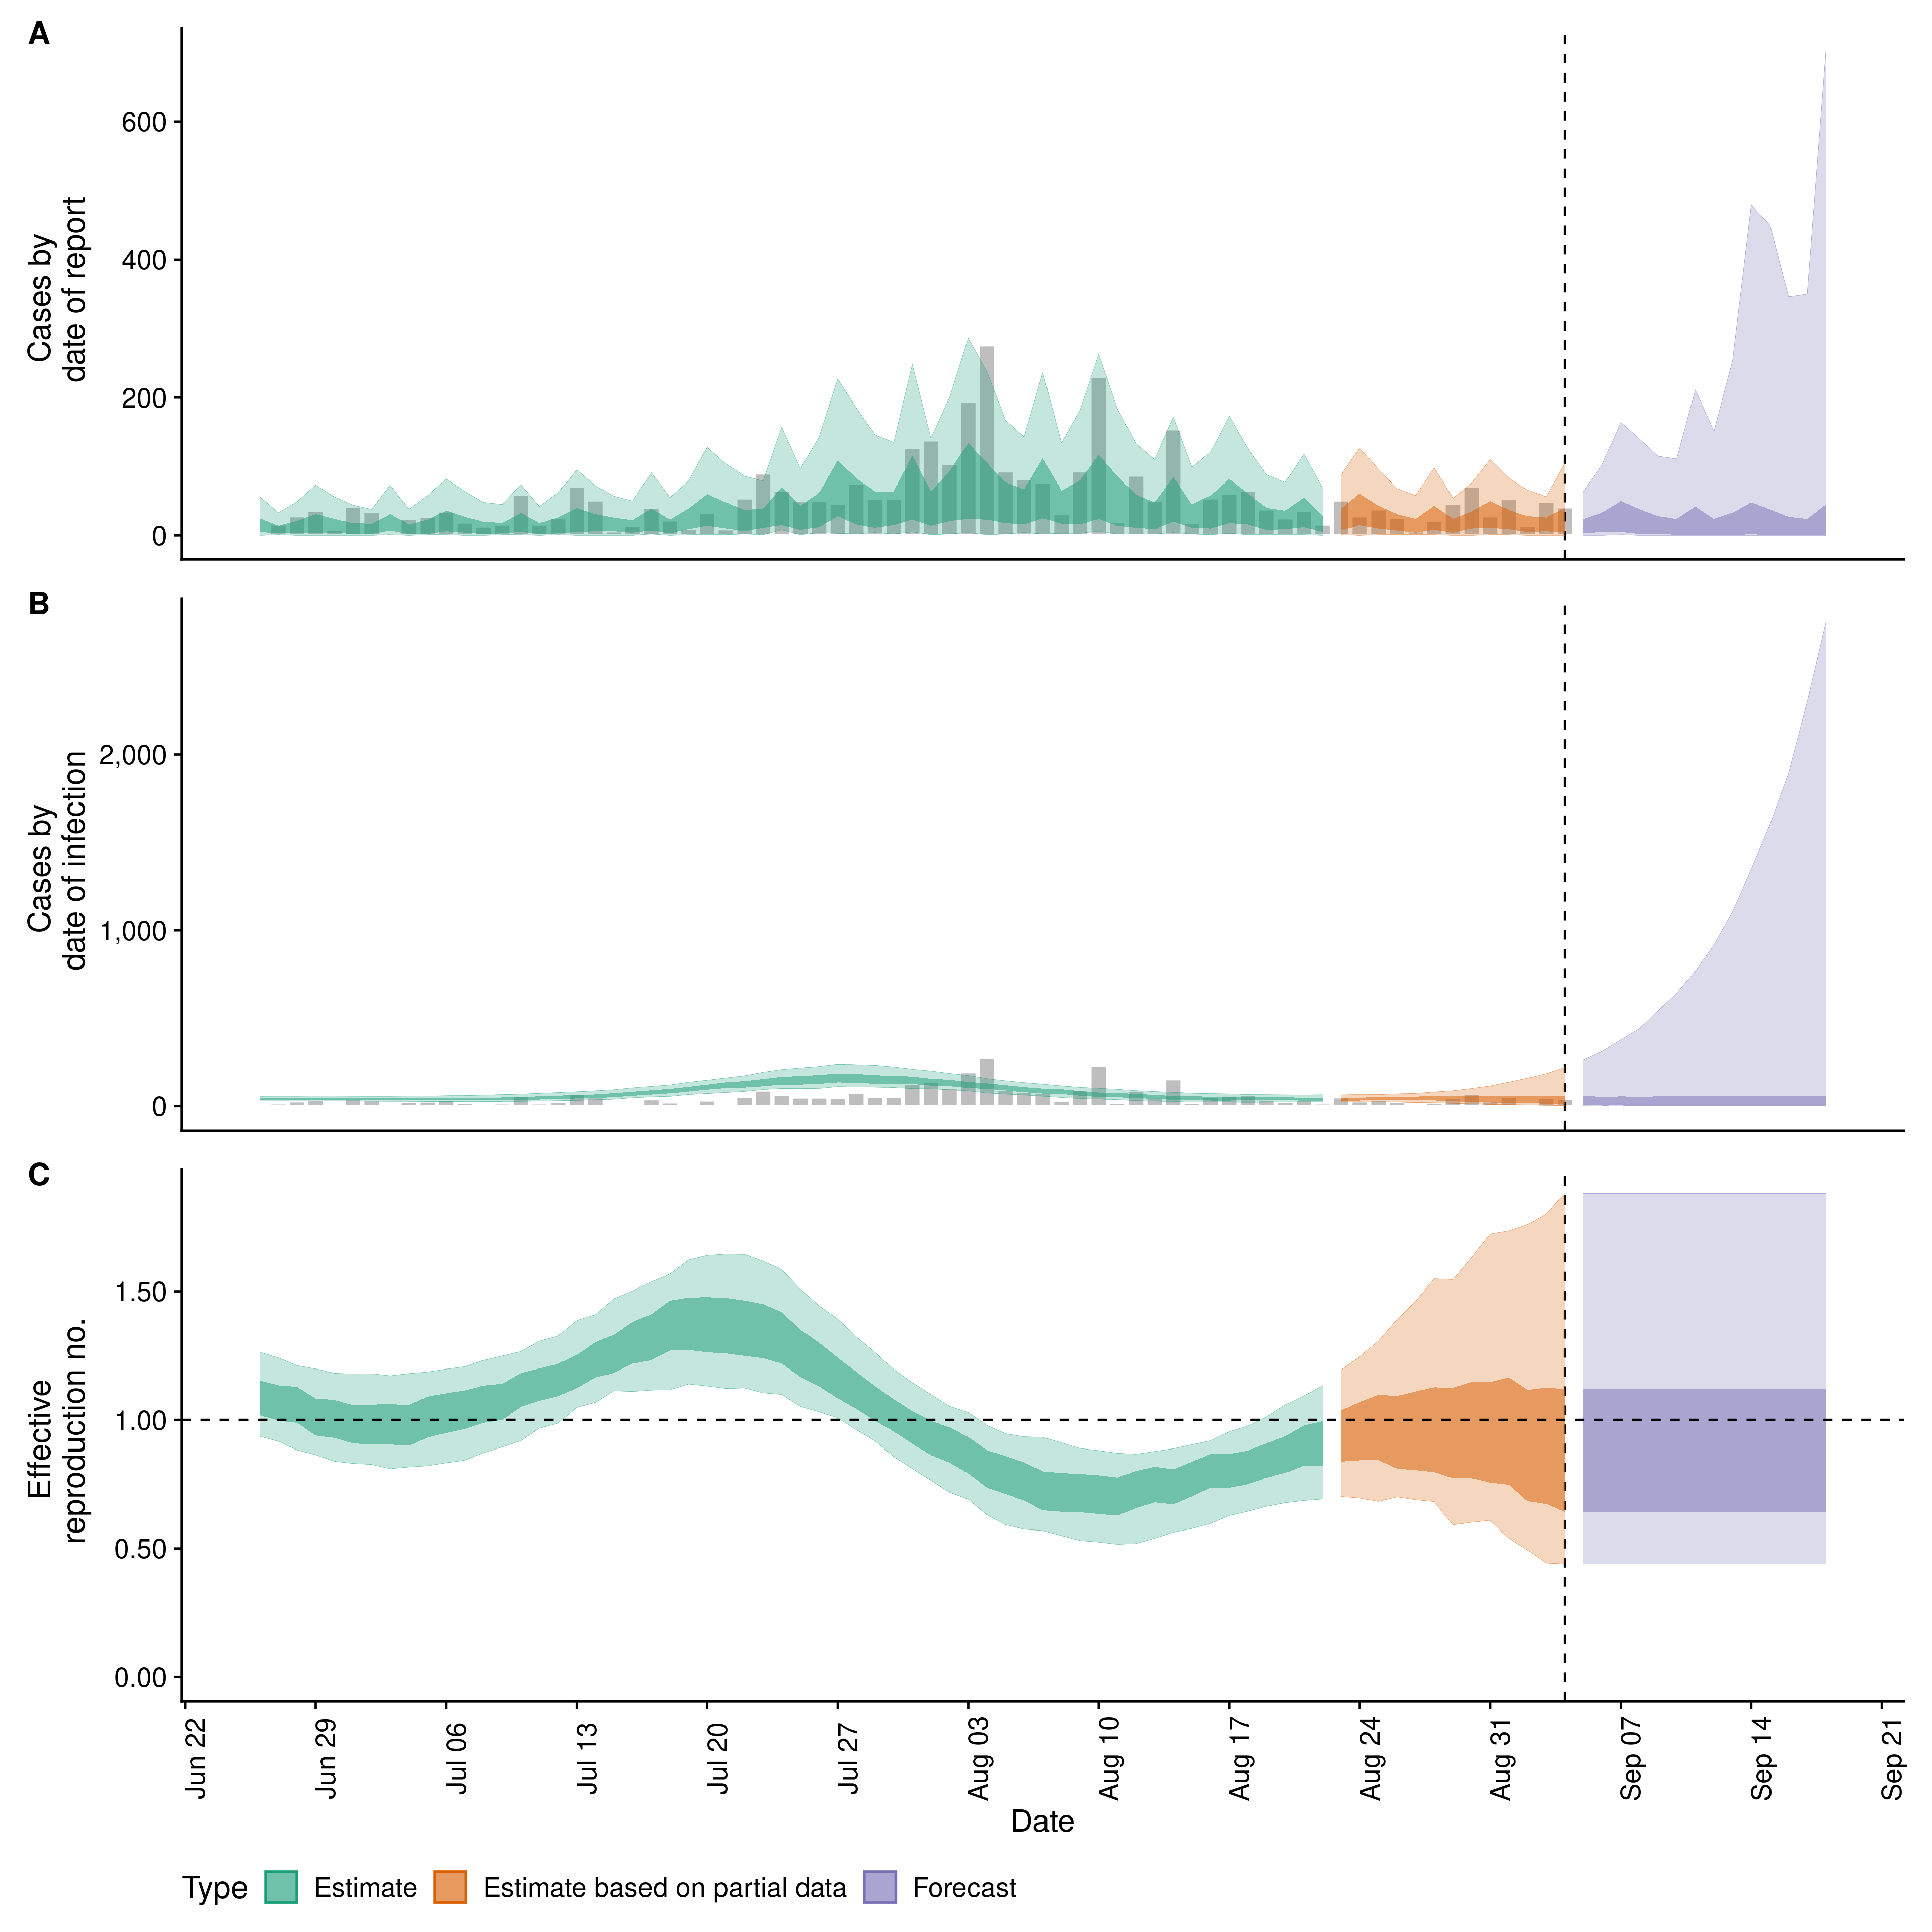 A
Cases by
date of report
600
400
200
0
B
Cases by
date of infection
2,000
1,000
0
C
Effective
reproduction no.
1.50
1.00
0.50
0.00
Jun 22
Jun 29
Jul 06
Jul 13
Jul 20
Jul 27
Aug 03
Aug 10
Aug 17
Aug 24
Aug 31
Sep 07
Sep 14
Sep 21
Date
Type Estimate Estimate based on partial data Forecast